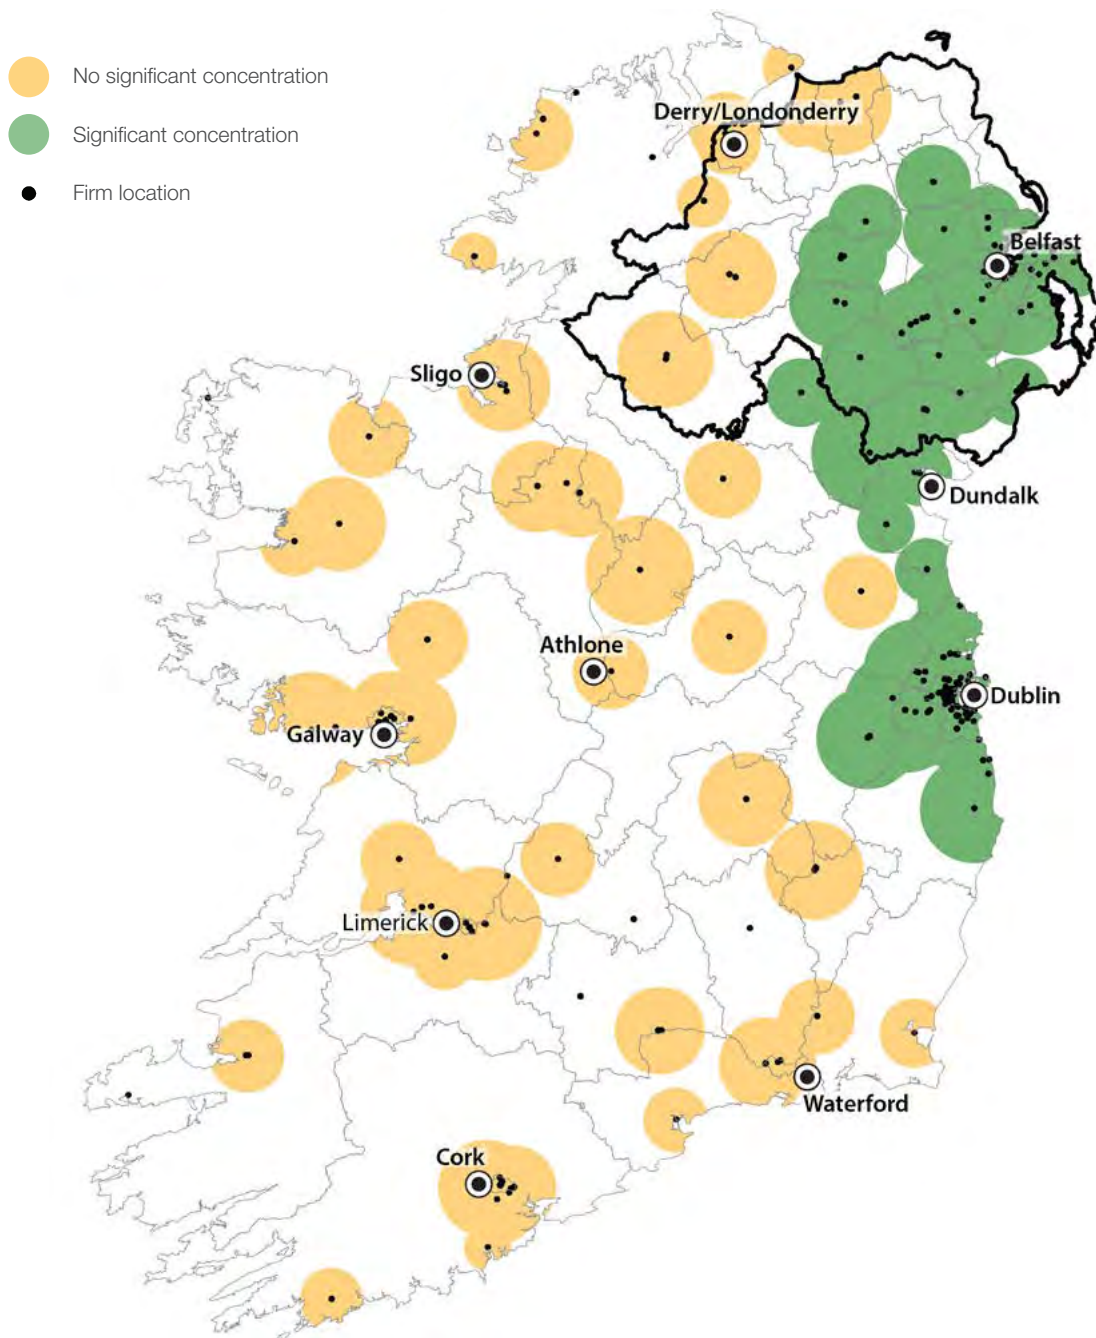 No significant concentration
Significant concentration
Firm location
Derry/Londonderry
Belfast
Sligo
Dundalk
Athlone
Dublin
Galway
Limerick
Waterford
Cork